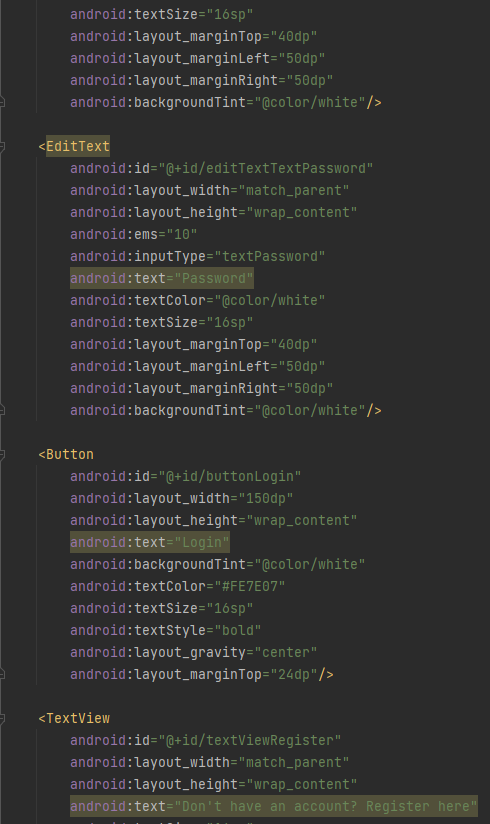 android:textSize="16sp"
android:layout_marginTop="40dp"
android:layout_marginLeft="50dp"
android:layout_marginRight="50dp"
android:backgroundTint="@color/white"/>
<EditText
android:id="@+id/editTextTextPassword"
android:layout_width="match_parent"
android:layout_height="wrap_content"
android:ems="10"
android:inputType="textPassword"
android:text="Password"
android:textColor="@color/white"
android:textSize="16sp"
android:layout_marginTop="40dp"
android:layout_marginLeft="50dp"
android:layout_marginRight="50dp"
android:backgroundTint="@color/white"/>
<Button
android:id="@+id/buttonLogin"
android:layout_width="150dp"
android:layout_height="wrap_content"
android:text="Login"
android:backgroundTint="@color/white"
android:textColor="#FE7E07"
android:textSize="16sp"
android:textStyle="bold"
android:layout_gravity="center"
android:layout_marginTop="24dp"/>
<TextView
android:id="@+id/textViewRegister"
android:layout_width="match_parent"
android:layout_height="wrap_content"
android:text="Don't have an account? Register here"